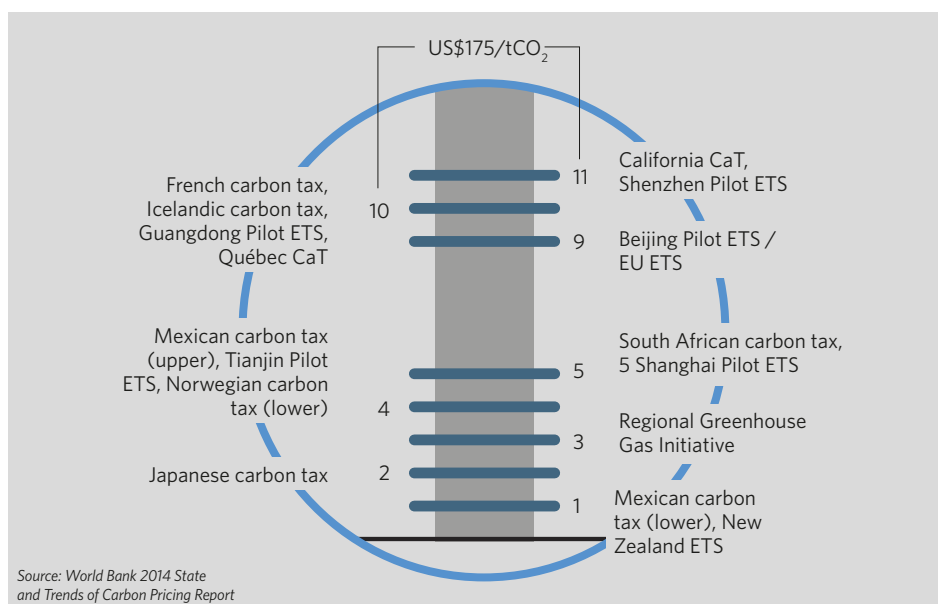 US$175/tCO₂
French carbon tax,
Icelandic carbon tax,
Guangdong Pilot ETS,
Québec CaT
10
11
California CaT,
Shenzhen Pilot ETS
9
Beijing Pilot ETS /
EU ETS
Mexican carbon tax
(upper), Tianjin Pilot
ETS, Norwegian carbon
tax (lower)
5
South African carbon tax,
5 Shanghai Pilot ETS
4
3
Regional Greenhouse
Gas Initiative
Japanese carbon tax
2
1
Mexican carbon
tax (lower), New
Zealand ETS
Source: World Bank 2014 State
and Trends of Carbon Pricing Report